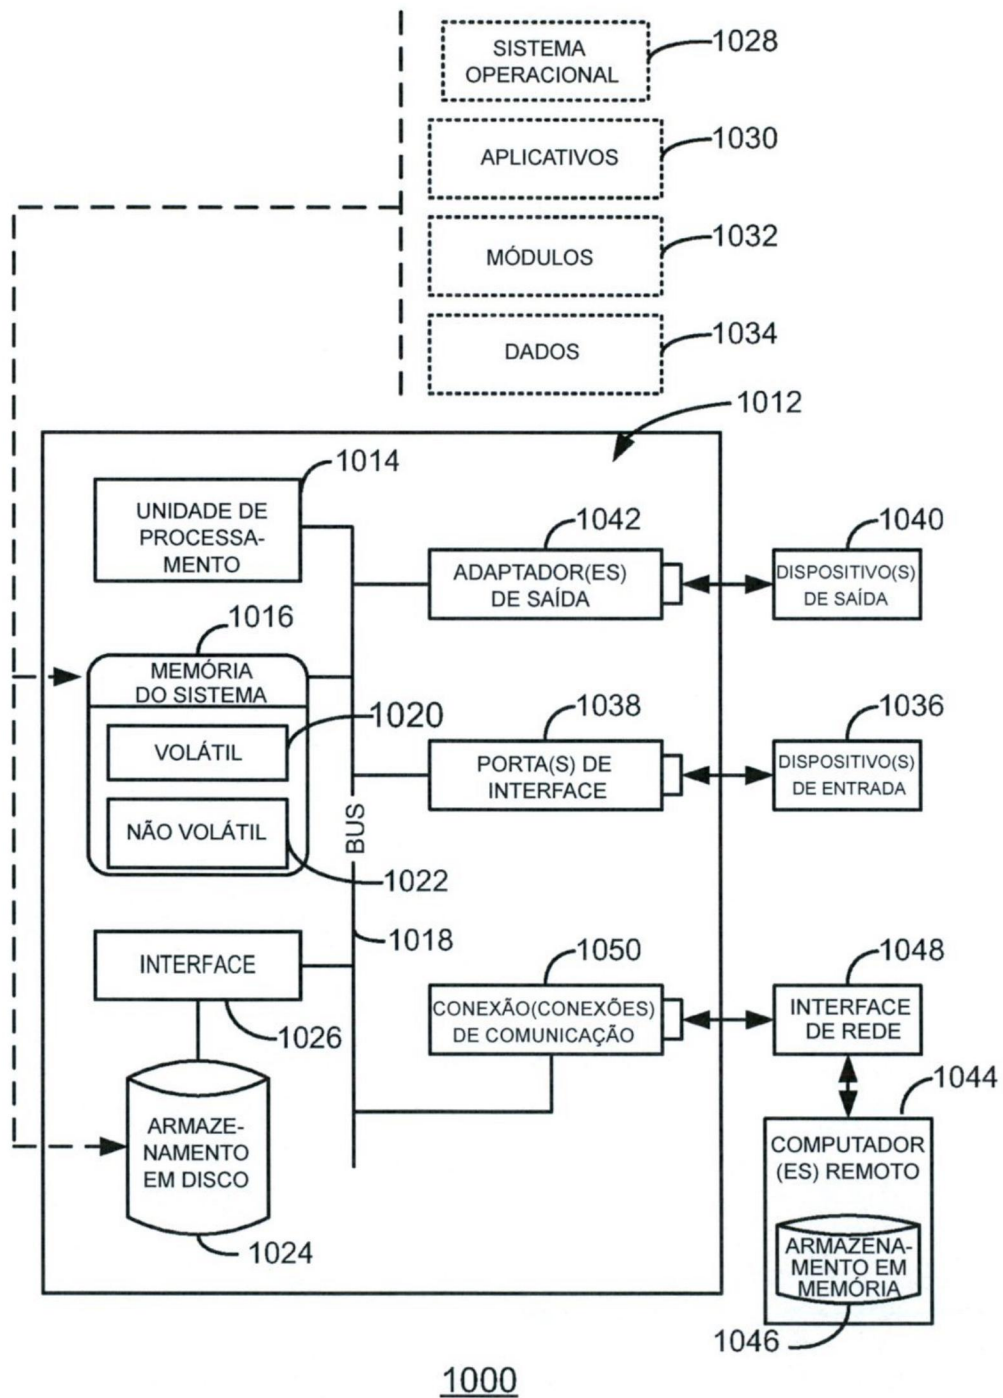 SISTEMA
OPERACIONAL
1028
APLICATIVOS
1030
MÓDULOS
1032
DADOS
1034
1012
1014
UNIDADE DE
PROCESSA-
MENTO
1042
ADAPTADOR(ES)
DE SAÍDA
1040
DISPOSITIVO(S)
DE SAÍDA
1016
MEMÓRIA
DO SISTEMA
1020
VOLÁTIL
NÃO VOLÁTIL
1022
1038
PORTA(S) DE
INTERFACE
1036
DISPOSITIVO(S)
DE ENTRADA
BUS
1018
INTERFACE
1026
1050
CONEXÃO(CONEXÕES)
DE COMUNICAÇÃO
1048
INTERFACE
DE REDE
1044
ARMAZE-
NAMENTO
EM DISCO
1024
COMPUTADOR
(ES) REMOTO
ARMAZENA-
MENTO EM
MEMÓRIA
1046
1000